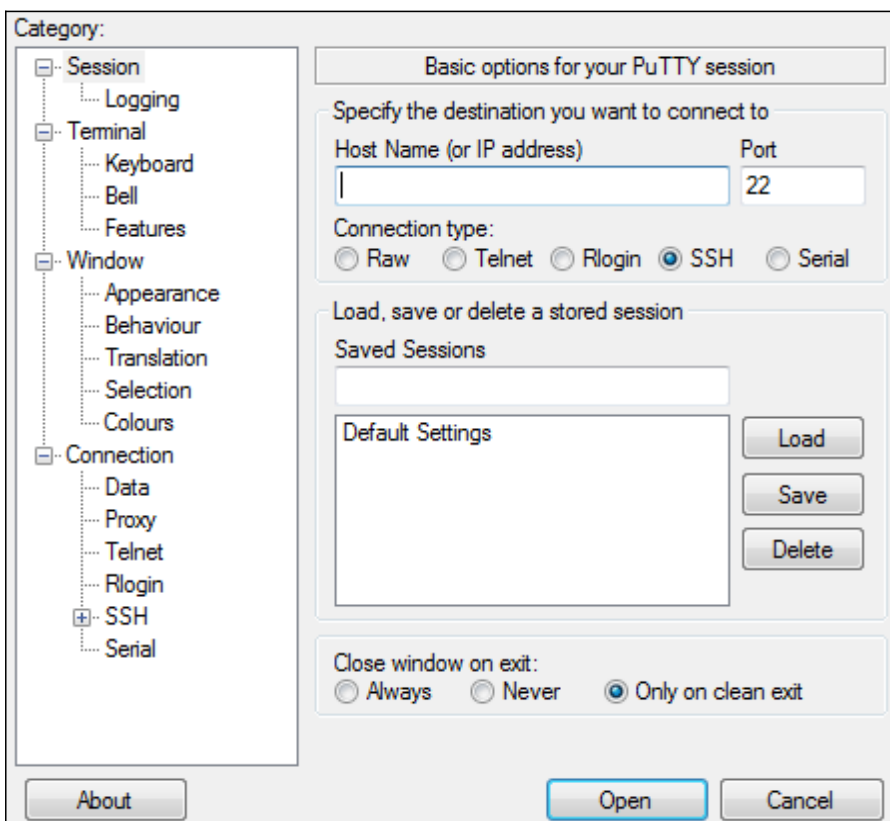 Category:
Session
Logging
Terminal
Keyboard
Bell
Features
Window
Appearance
Behaviour
Translation
Selection
Colours
Connection
Data
Proxy
Telnet
Rlogin
SSH
Serial
Basic options for your PuTTY session
Specify the destination you want to connect to
Host Name (or IP address) Port
22
Connection type:
Raw Telnet Rlogin SSH Serial
Load, save or delete a stored session
Saved Sessions
Default Settings
Load
Save
Delete
Close window on exit:
Always Never Only on clean exit
About Open Cancel